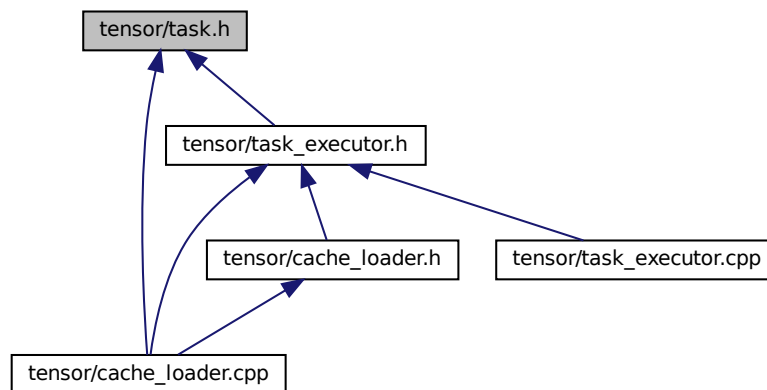 tensor/task.h
tensor/task_executor.h
tensor/cache_loader.h
tensor/task_executor.cpp
tensor/cache_loader.cpp